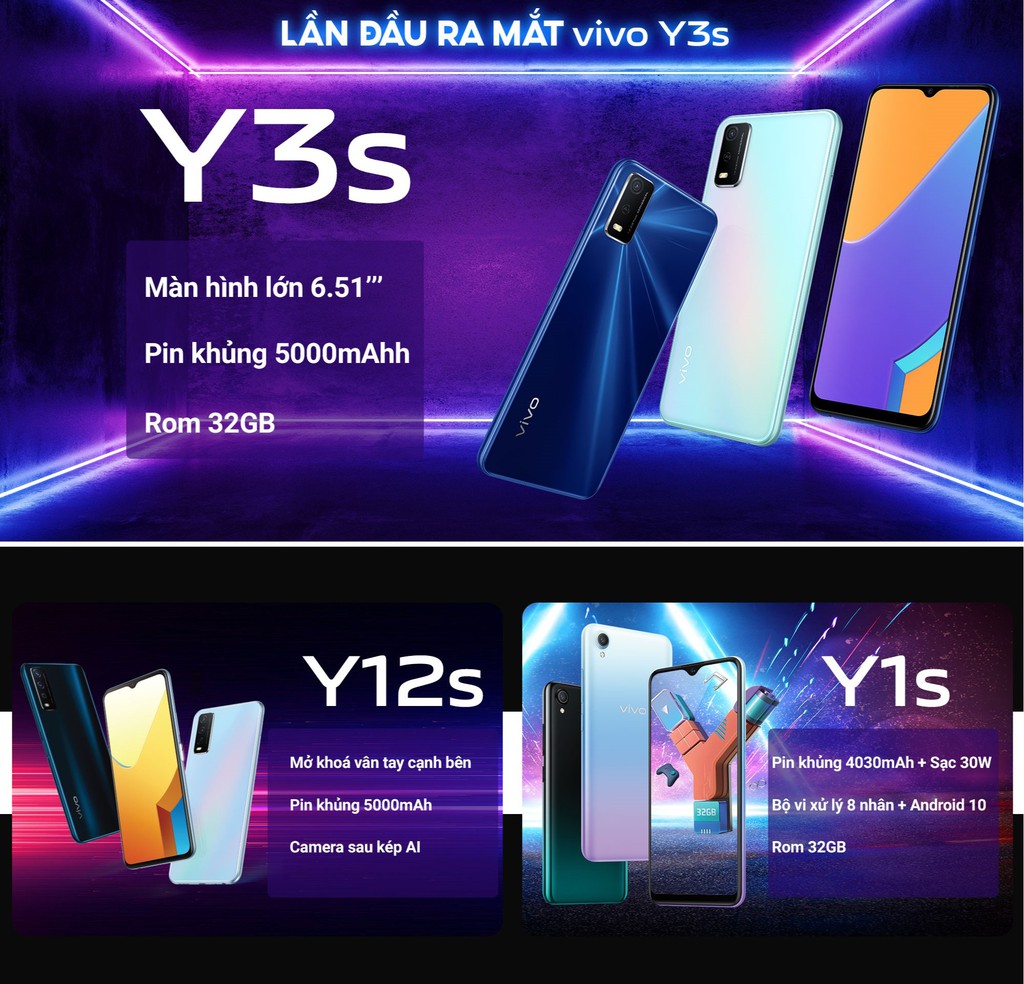 LẦN ĐẦU RA MẮT vivo Y3s
Y3s
Màn hình lớn 6.51’’’
Pin khủng 5000mAhh
Rom 32GB
vivo
vivo
Y12s
Mở khoá vân tay cạnh bên
Pin khủng 5000mAh
Camera sau kép AI
vivo
Y1s
Pin khủng 4030mAh + Sạc 30W
Bộ vi xử lý 8 nhân + Android 10
Rom 32GB
vivo
32GB